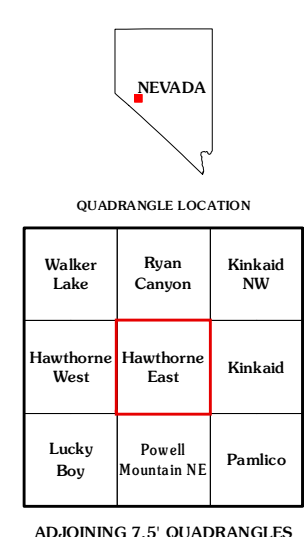 NEVADA
QUADRANGLE LOCATION
Walker Ryan Kinkaid
Lake Canyon NW
Hawthorne Hawthorne Kinkaid
West East
Lucky Powell Pamlico
Boy Mountain NE
ADJOINING 7.5' QUADRANGLES